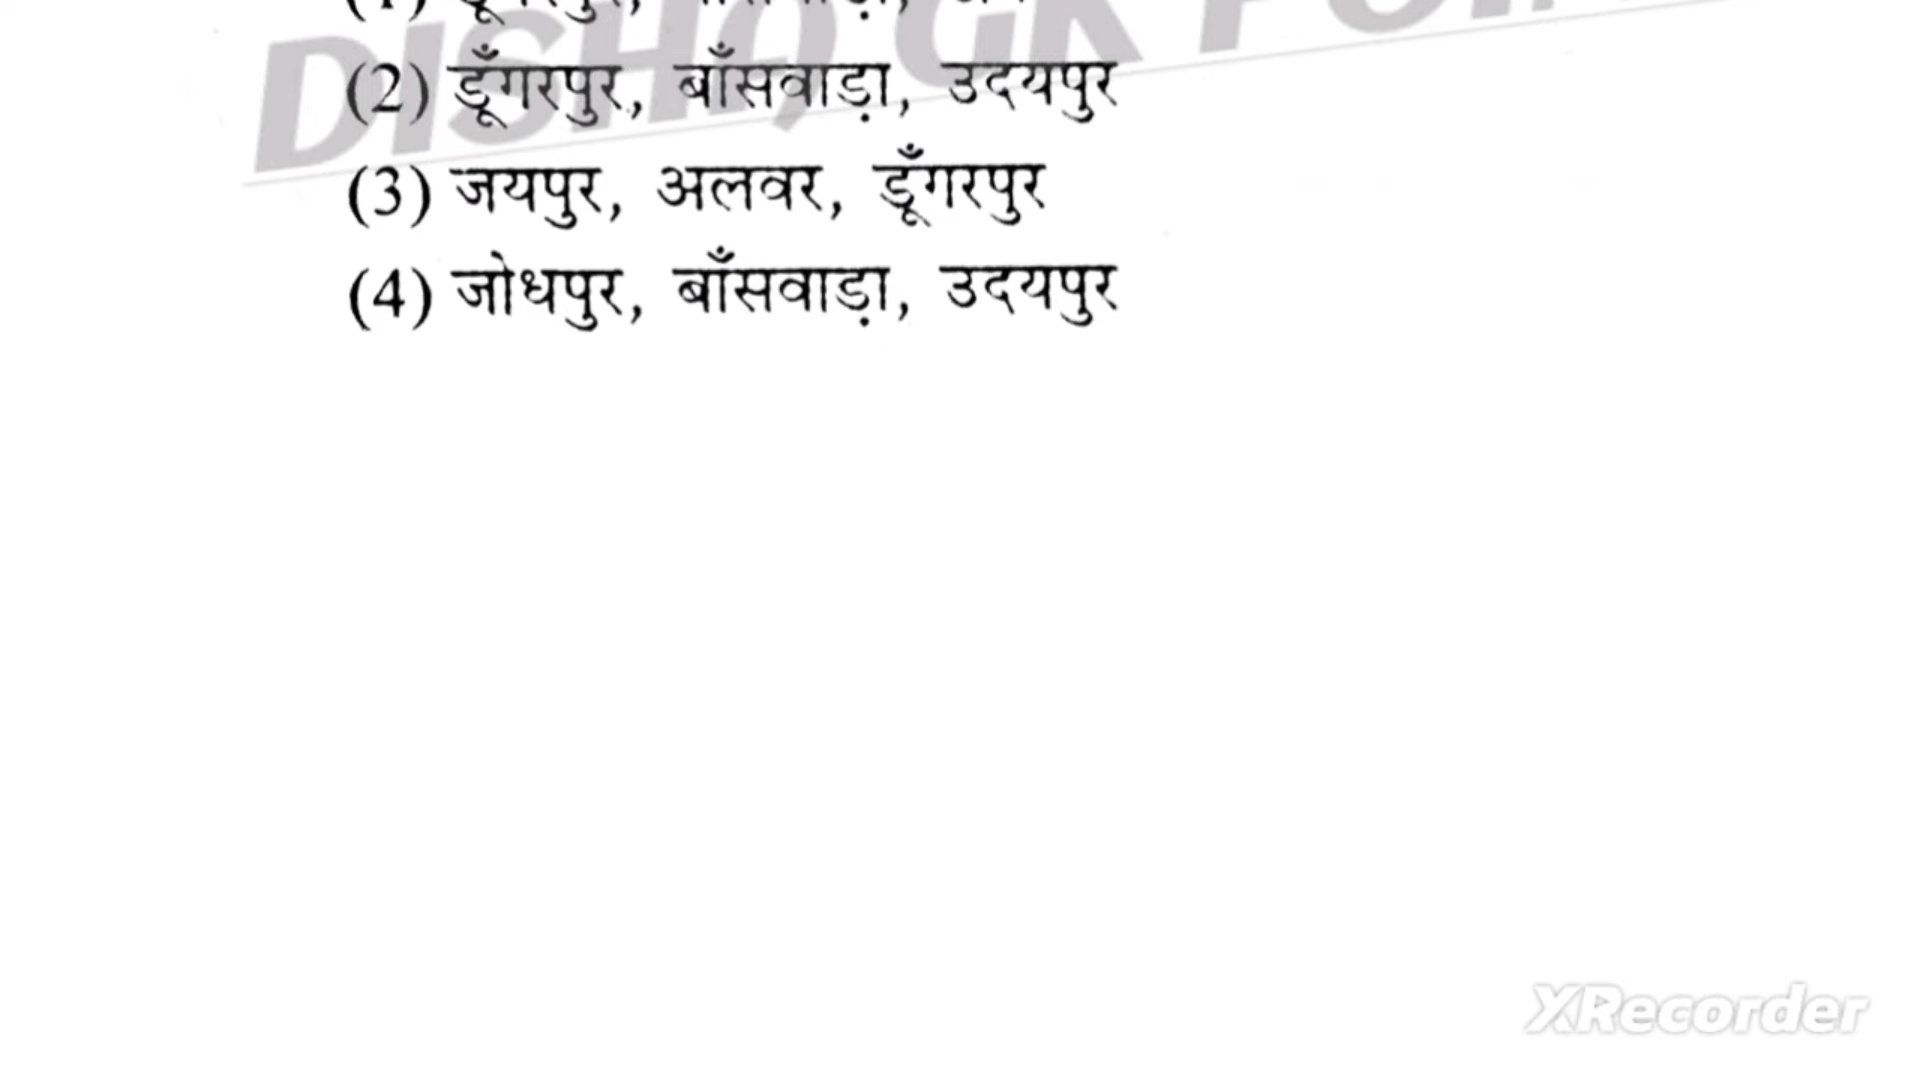 (2) डूँगरपुर, बाँसवाड़ा, उदयपुर
(3) जयपुर, अलवर, डूँगरपुर
(4) जोधपुर, बाँसवाड़ा, उदयपुर
XRecorder